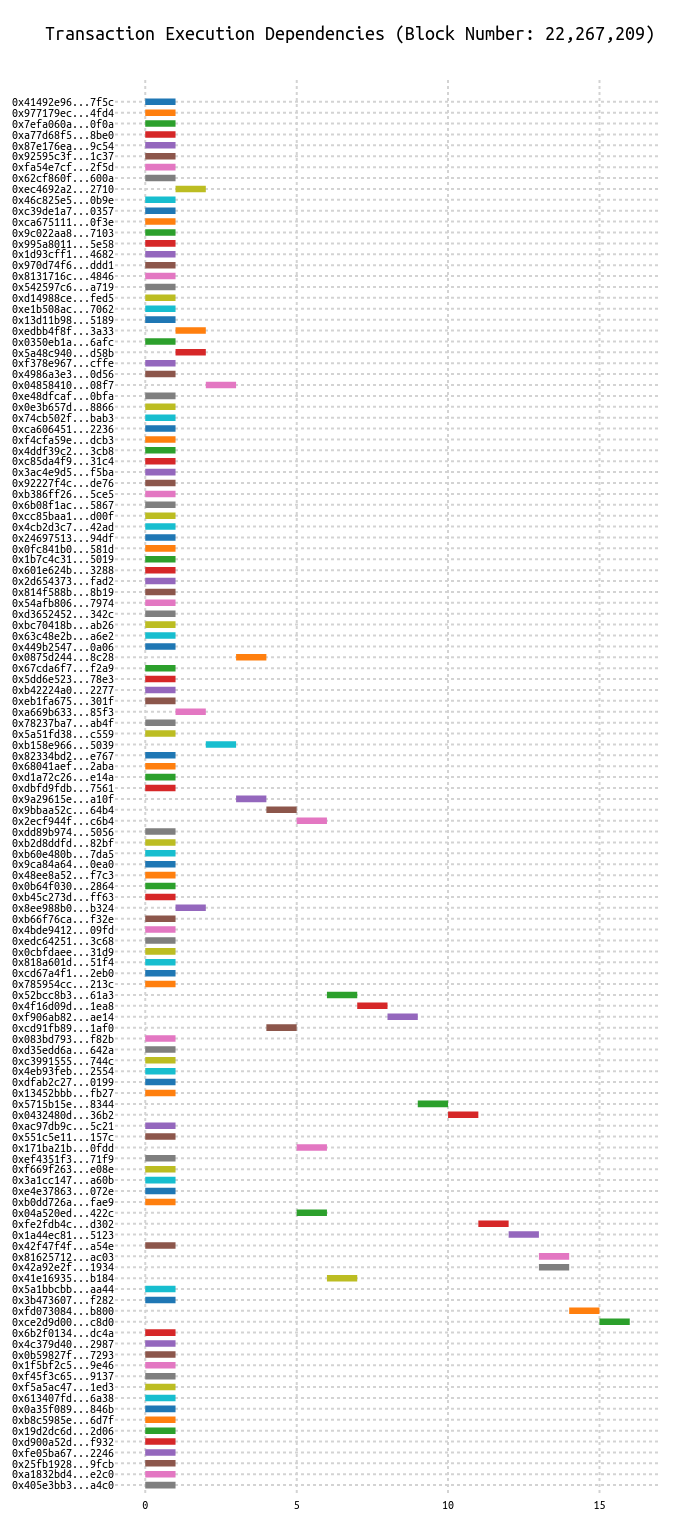 Transaction Execution Dependencies (Block Number: 22,267,209)
0x41492e96...7f5c
0x977179ec...4fd4
0x7efa060a...0f0a
0xa77d68f5...8be0
0x87e176ea...9c54
0x92595c3f...1c37
0xfa54e7cf...2f5d
0x62cf860f...600a
0xec4692a2...2710
0x46c825e5...0b9e
0xc39de1a7...0357
0xca675111...0f3e
0x9c022aa8...7103
0x995a8011...5e58
0x1d93cff1...4682
0x970d74f6...ddd1
0x8131716c...4846
0x542597c6...a719
0xd14988ce...fed5
0xe1b508ac...7062
0x13d11b98...5189
0xedbb4f8f...3a33
0x0350eb1a...6afc
0x5a48c940...d58b
0xf378e967...cffe
0x4986a3e3...0d56
0x04858410...08f7
0xe48dfcaf...0bfa
0x0e3b657d...8866
0x74cb502f...bab3
0xca606451...2236
0xf4cfa59e...dcb3
0x4ddf39c2...3cb8
0xc85da4f9...31c4
0x3ac4e9d5...f5ba
0x92227f4c...de76
0xb386ff26...5ce5
0x6b08f1ac...5867
0xcc85baa1...d00f
0x4cb2d3c7...42ad
0x24697513...94df
0x0fc841b0...581d
0x1b7c4c31...5019
0x601e624b...3288
0x2d654373...fad2
0x814f588b...8b19
0x54afb806...7974
0xd3652452...342c
0xbc70418b...ab26
0x63c48e2b...a6e2
0x449b2547...0a06
0x0875d244...8c28
0x67cda6f7...f2a9
0x5dd6e523...78e3
0xb42224a0...2277
0xeb1fa675...301f
0xa669b633...85f3
0x78237ba7...ab4f
0x5a51fd38...c559
0xb158e966...5039
0x82334bd2...e767
0x68041aef...2aba
0xd1a72c26...e14a
0xdbfd9fdb...7561
0x9a29615e...a10f
0x9bbaa52c...64b4
0x2ecf944f...c6b4
0xdd89b974...5056
0xb2d8ddfd...82bf
0xb60e480b...7da5
0x9ca84a64...0ea0
0x48ee8a52...f7c3
0x0b64f030...2864
0xb45c273d...ff63
0x8ee988b0...b324
0xb66f76ca...f32e
0x4bde9412...09fd
0xedc64251...3c68
0x0cbfdaee...31d9
0x818a601d...51f4
0xcd67a4f1...2eb0
0x785954cc...213c
0x52bcc8b3...61a3
0x4f16d09d...1ea8
0xf906ab82...ae14
0xcd91fb89...1af0
0x083bd793...f82b
0xd35edd6a...642a
0xc3991555...744c
0x4eb93feb...2554
0xdfab2c27...0199
0x13452bbb...fb27
0x5715b15e...8344
0x0432480d...36b2
0xac97db9c...5c21
0x551c5e11...157c
0x171ba21b...0fdd
0xef4351f3...71f9
0xf669f263...e08e
0x3a1cc147...a60b
0xe4e37863...072e
0xb0dd726a...fae9
0x04a520ed...422c
0xfe2fdb4c...d302
0x1a44ec81...5123
0x42f47f4f...a54e
0x81625712...ac03
0x42a92e2f...1934
0x41e16935...b184
0x5a1bbcbb...aa44
0x3b473607...f282
0xfd073084...b800
0xce2d9d00...c8d0
0x6b2f0134...dc4a
0x4c379d40...2987
0x0b59827f...7293
0x1f5bf2c5...9e46
0xf45f3c65...9137
0xf5a5ac47...1ed3
0x613407fd...6a38
0x0a35f089...846b
0xb8c5985e...6d7f
0x19d2dc6d...2d06
0xd900a52d...f932
0xfe05ba67...2246
0x25fb1928...9fcb
0xa1832bd4...e2c0
0x405e3bb3...a4c0
0 5 10 15